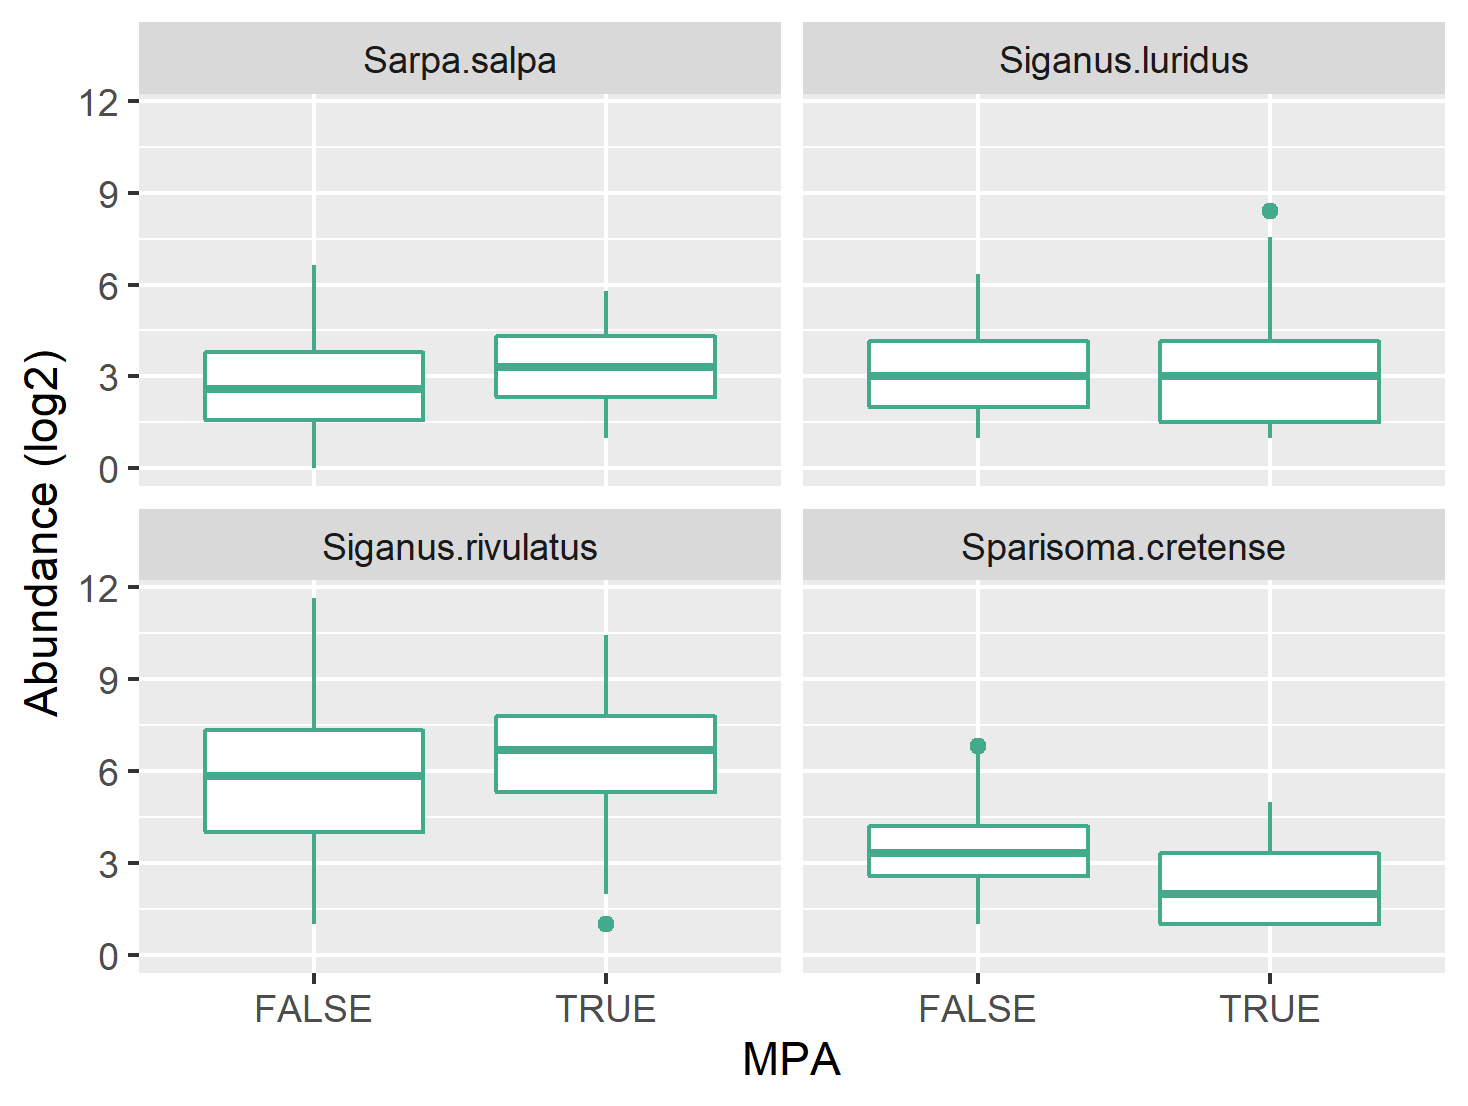 Sarpa.salpa
Siganus.luridus
12
9
6
3
0
Abundance (log2)
Siganus.rivulatus
Sparisoma.cretense
12
9
6
3
0
FALSE
TRUE
FALSE
TRUE
MPA